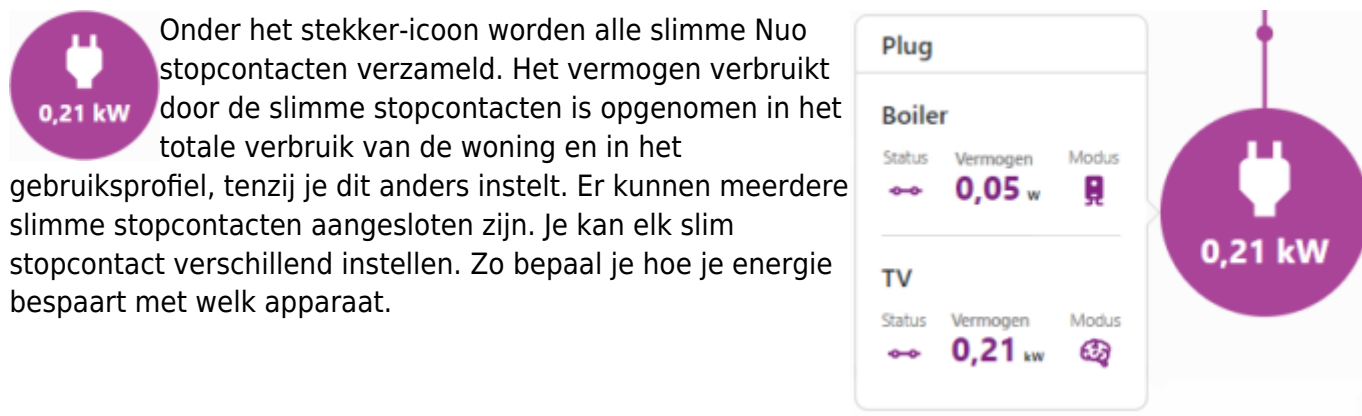 0,21 kW
Onder het stekker-icoon worden alle slimme Nuo
stopcontacten verzameld. Het vermogen verbruikt
door de slimme stopcontacten is opgenomen in het
totale verbruik van de woning en in het
gebruiksprofiel, tenzij je dit anders instelt. Er kunnen meerdere
slimme stopcontacten aangesloten zijn. Je kan elk slim
stopcontact verschillend instellen. Zo bepaal je hoe je energie
bespaart met welk apparaat.
Plug
Boiler
Status Vermogen Modus
0,05 w
TV
Status Vermogen Modus
0,21 kW
0,21 kW